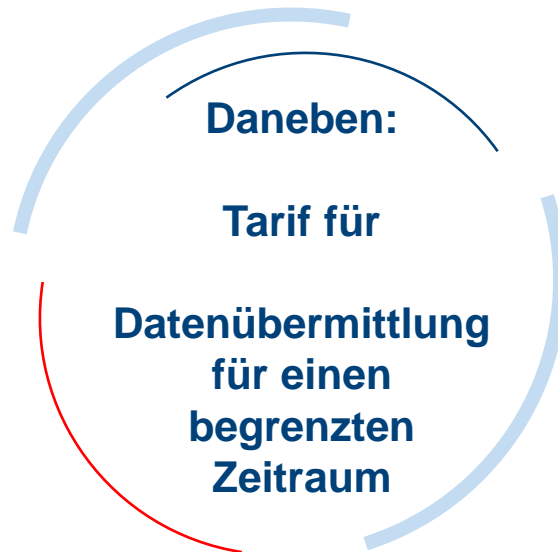 Daneben:
Tarif für
Datenübermittlung
für einen
begrenzten
Zeitraum